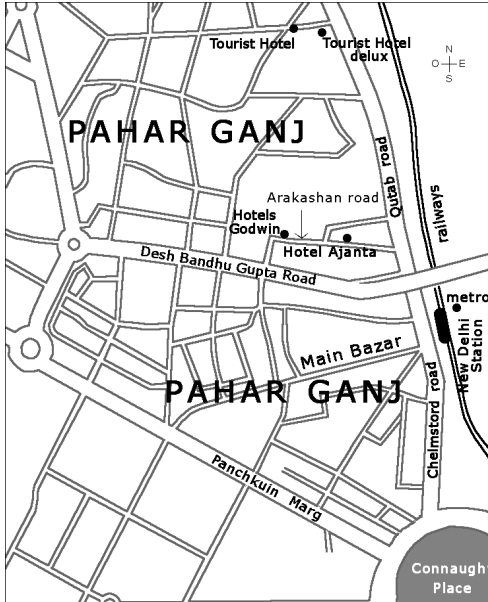 Tourist Hotel
Tourist Hotel
delux
N
O E
S
PAHAR GANJ
Qutab road
railways
Arakashan road
Hotels
Godwin
Hotel Ajanta
Desh Bandhu Gupta Road
metro
New Delhi
Station
Main Bazar
PAHAR GANJ
Chelmstord road
Panchkuin Marg
Connaught
Place